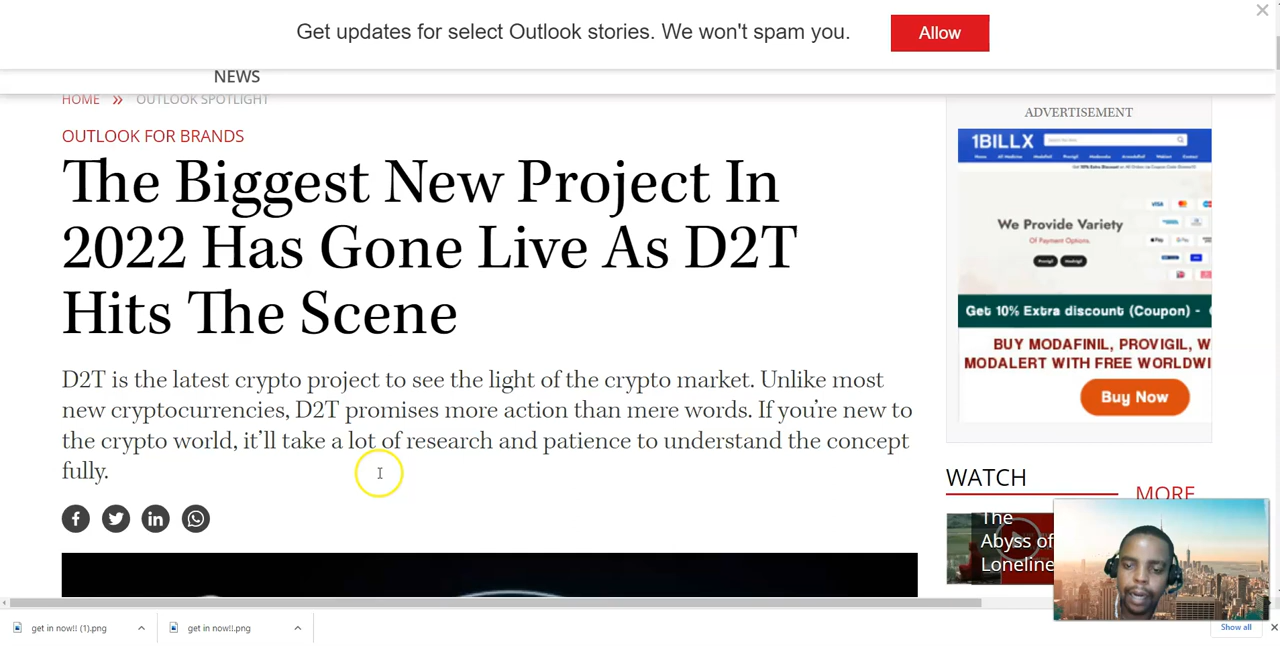 Get updates for select Outlook stories. We won't spam you.
Allow
NEWS
HOME » OUTLOOK SPOTLIGHT
OUTLOOK FOR BRANDS
The Biggest New Project In
2022 Has Gone Live As D2T
Hits The Scene
D2T is the latest crypto project to see the light of the crypto market. Unlike most
new cryptocurrencies, D2T promises more action than mere words. If you're new to
the crypto world, it'll take a lot of research and patience to understand the concept
fully.
ADVERTISEMENT
1BILLX
We Provide Variety
Of Payment Options.
Get 10% Extra discount (Coupon) -
BUY MODAFINIL, PROVIGIL, W
MODALERT WITH FREE WORLDWI
Buy Now
WATCH
MORE
The
Abyss of
Loneline
get in now!! (1).png
get in now!!.png
Show all